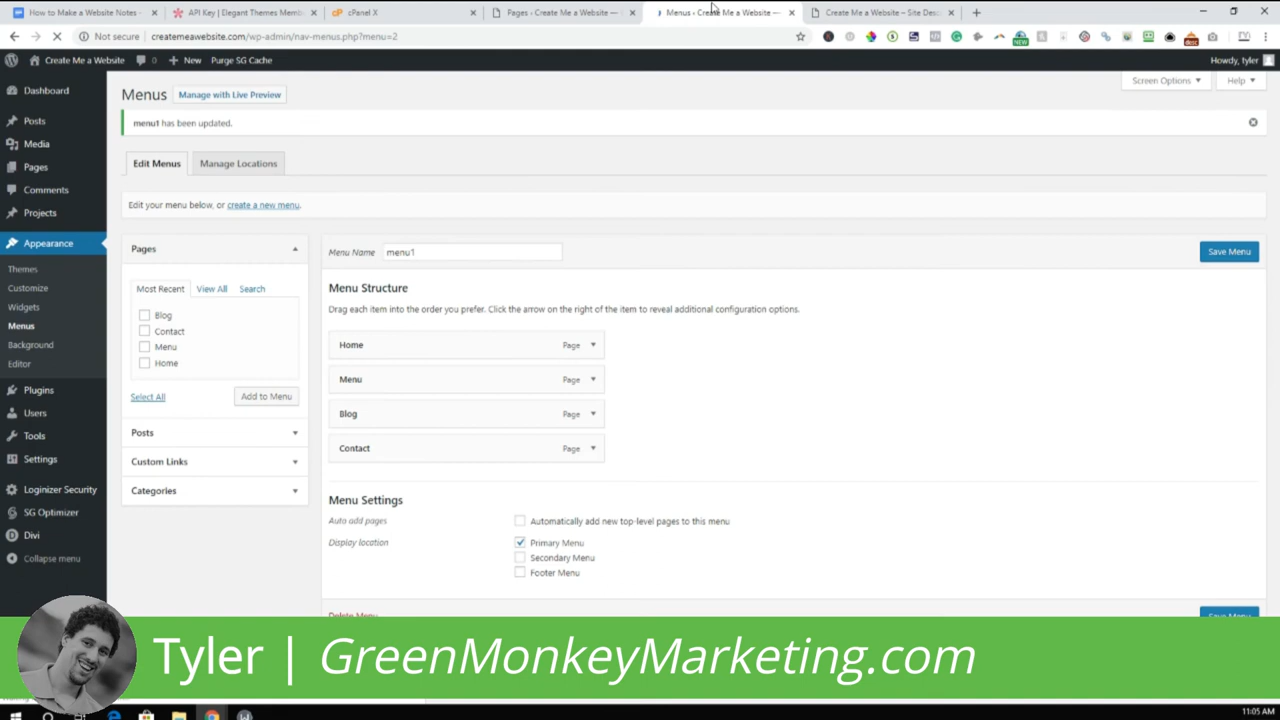 How to Make a Website Notes -
API Key | Elegant Themes Memb
cPanel X
Pages ‹ Create Me a Website —
Menus ‹ Create Me a Website —
Create Me a Website – Site Desc
Not secure
createmeawebsite.com/wp-admin/nav-menus.php?menu=2
NEW
Create Me a Website
0
New
Purge SG Cache
Howdy, tyler
Dashboard
Posts
Media
Pages
Comments
Projects
Appearance
Themes
Customize
Widgets
Menus
Background
Editor
Plugins
Users
Tools
Settings
Loginizer Security
SG Optimizer
Divi
Collapse menu
Screen Options
Help
Menus
Manage with Live Preview
menu1 has been updated.
Edit Menus
Manage Locations
Edit your menu below, or create a new menu.
Pages
Most Recent
View All
Search
Blog
Contact
Menu
Home
Select All
Add to Menu
Posts
Custom Links
Categories
Menu Name
menu1
Save Menu
Menu Structure
Drag each item into the order you prefer. Click the arrow on the right of the item to reveal additional configuration options.
Home
Page
Menu
Page
Blog
Page
Contact
Page
Menu Settings
Auto add pages
Automatically add new top-level pages to this menu
Display location
Primary Menu
Secondary Menu
Footer Menu
Delete Menu
Save Menu
Tyler | GreenMonkeyMarketing.com
11:05 AM